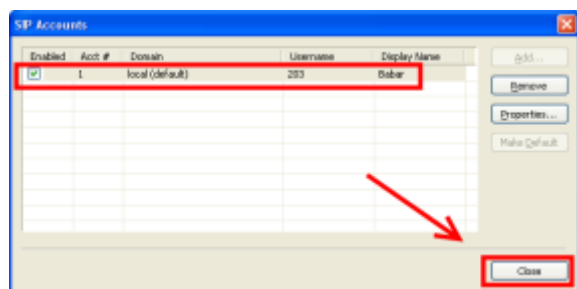 SIP Accounts
Enabled Acct # Domain Username Display Name
1 local (default) 203 Babar
Add...
Remove
Properties...
Make Default
Close